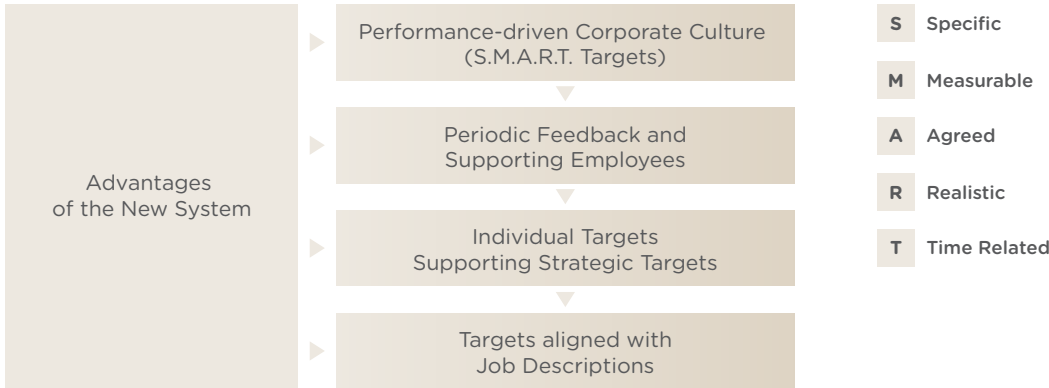 Advantages
of the New System
Performance-driven Corporate Culture
(S.M.A.R.T. Targets)
Periodic Feedback and
Supporting Employees
Individual Targets
Supporting Strategic Targets
Targets aligned with
Job Descriptions
S Specific
M Measurable
A Agreed
R Realistic
T Time Related